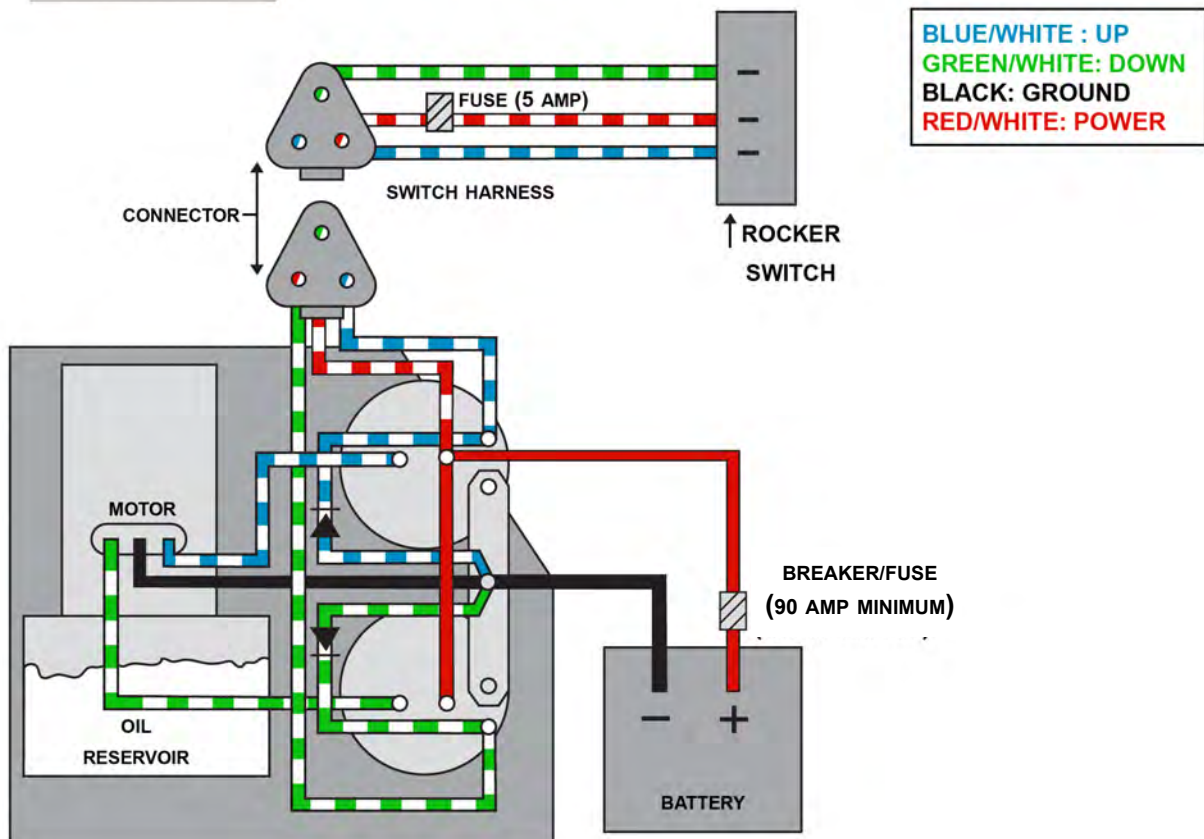 BLUE/WHITE : UP
GREEN/WHITE: DOWN
BLACK: GROUND
RED/WHITE: POWER
FUSE (5 AMP)
SWITCH HARNESS
CONNECTOR
ROCKER
SWITCH
MOTOR
BREAKER/FUSE
(90 AMP MINIMUM)
OIL
RESERVOIR
− +
BATTERY